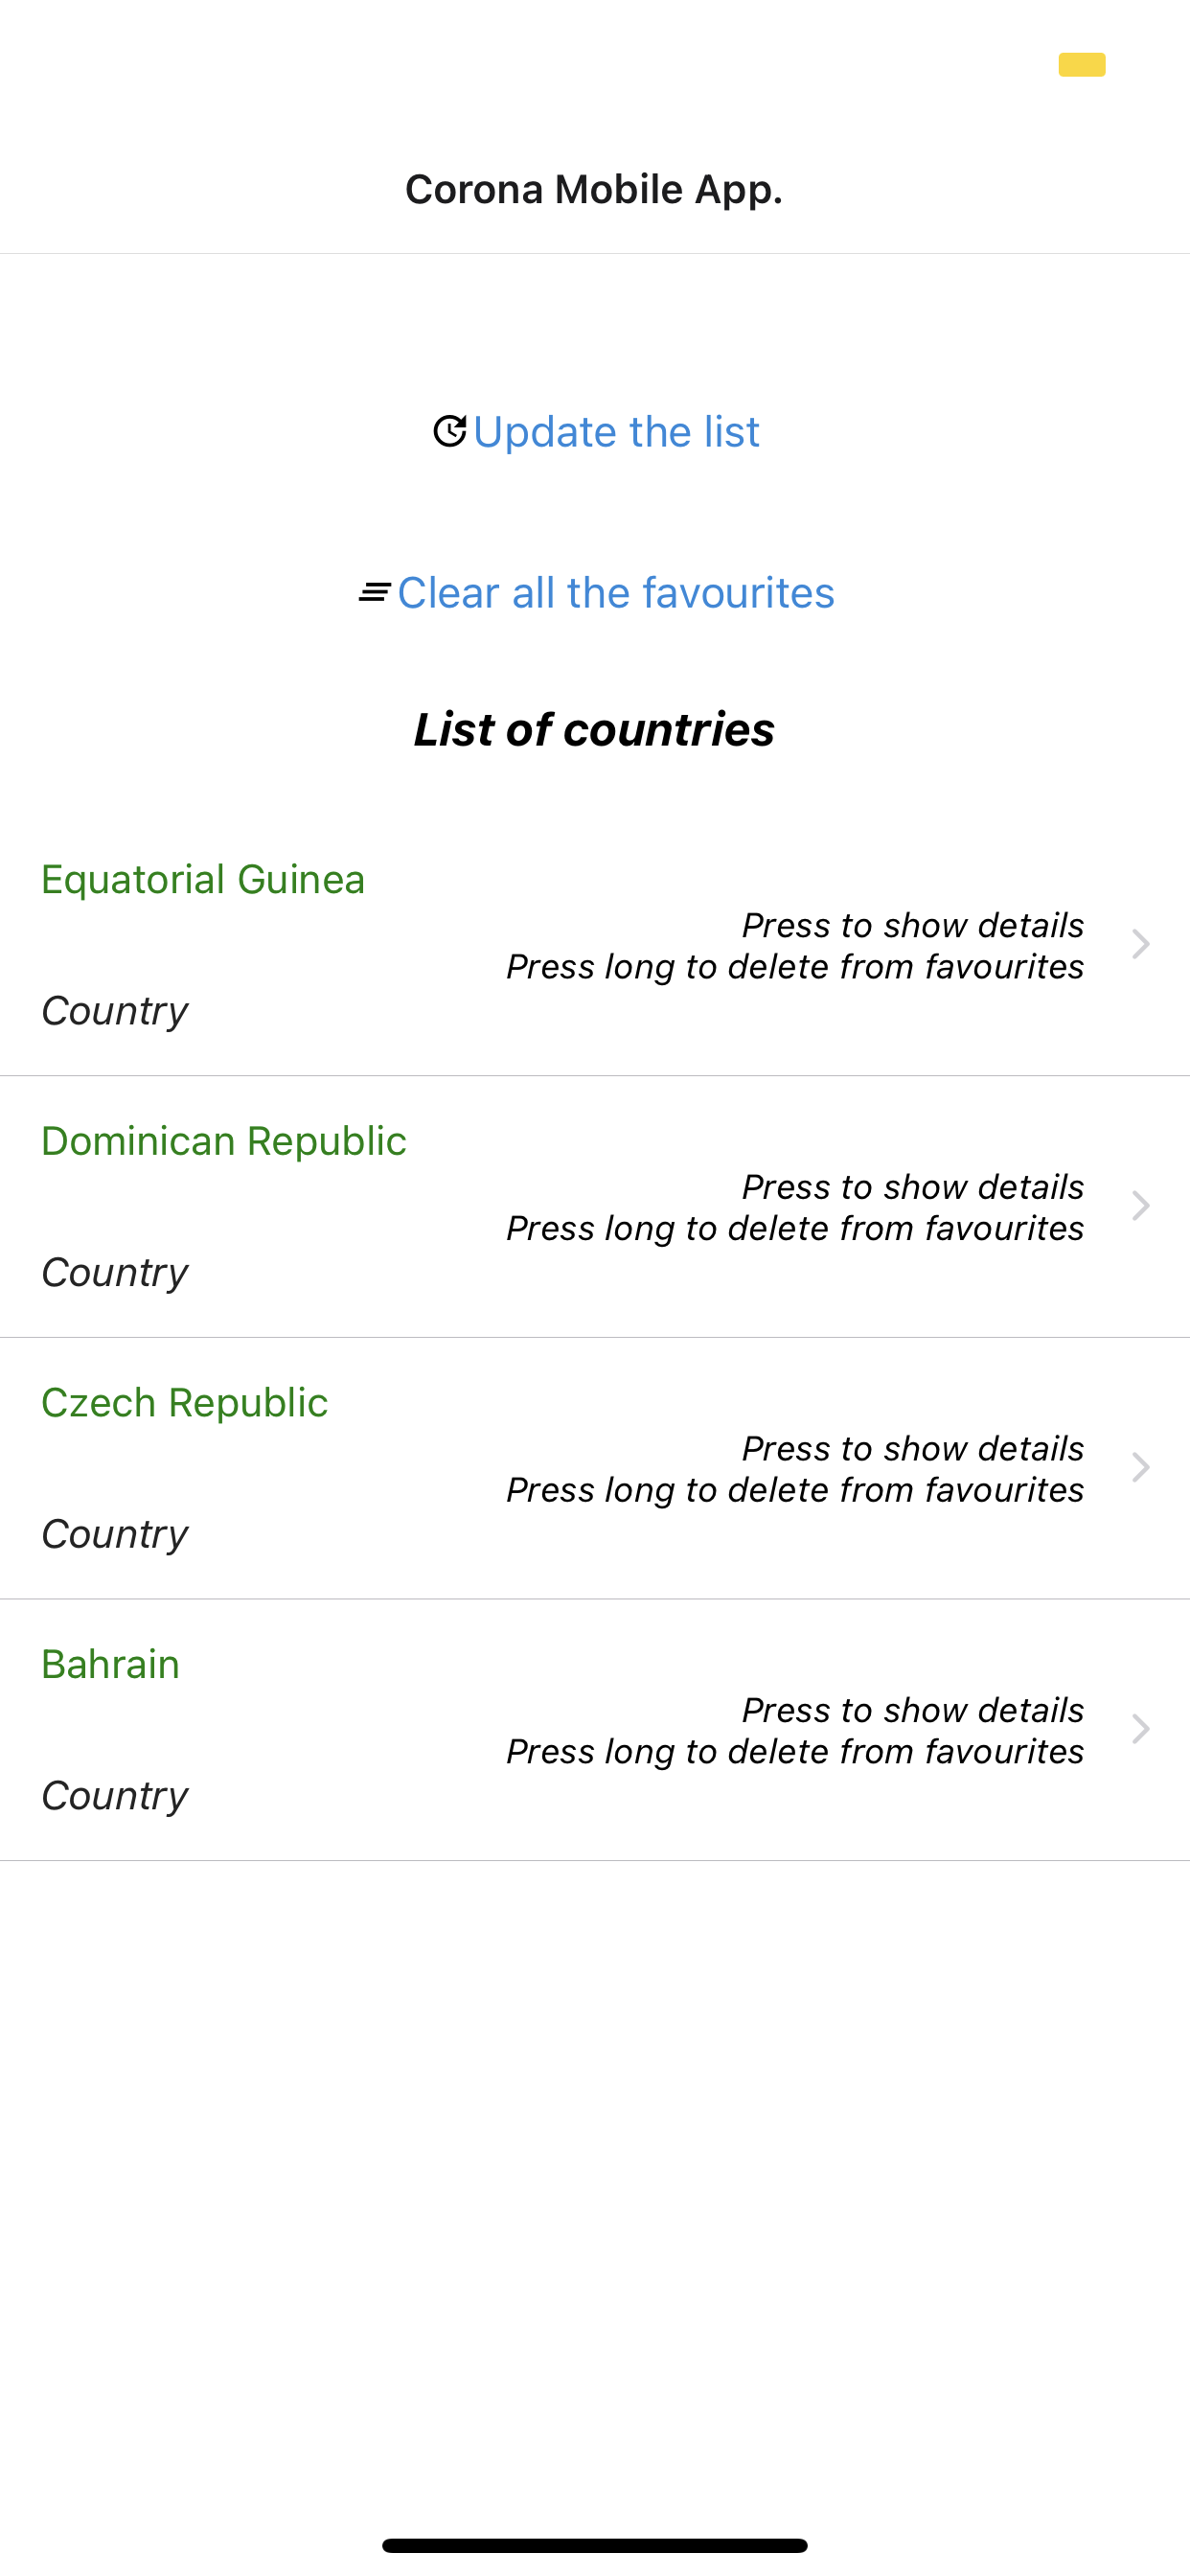 Corona Mobile App.
Update the list
Clear all the favourites
List of countries
Equatorial Guinea
Press to show details
Press long to delete from favourites
Country
Dominican Republic
Press to show details
Press long to delete from favourites
Country
Czech Republic
Press to show details
Press long to delete from favourites
Country
Bahrain
Press to show details
Press long to delete from favourites
Country